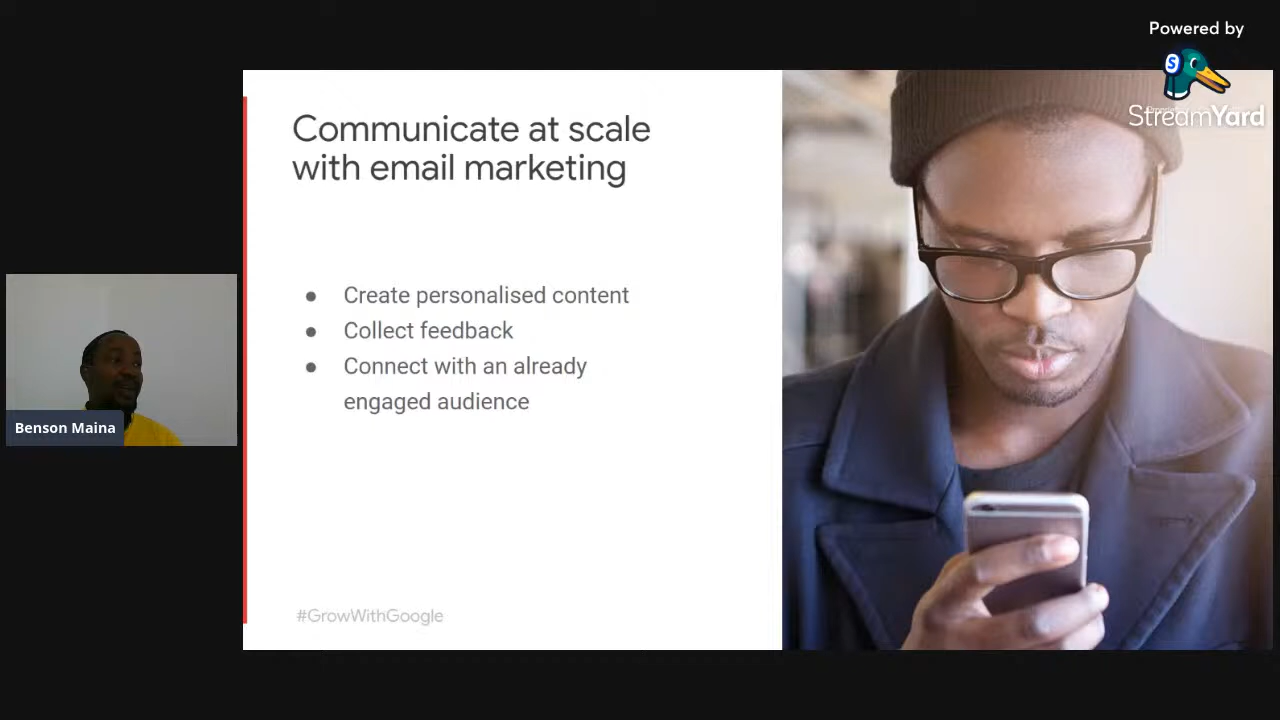 Powered by
StreamYard
Communicate at scale
with email marketing
● Create personalised content
● Collect feedback
● Connect with an already
engaged audience
Benson Maina
#GrowWithGoogle